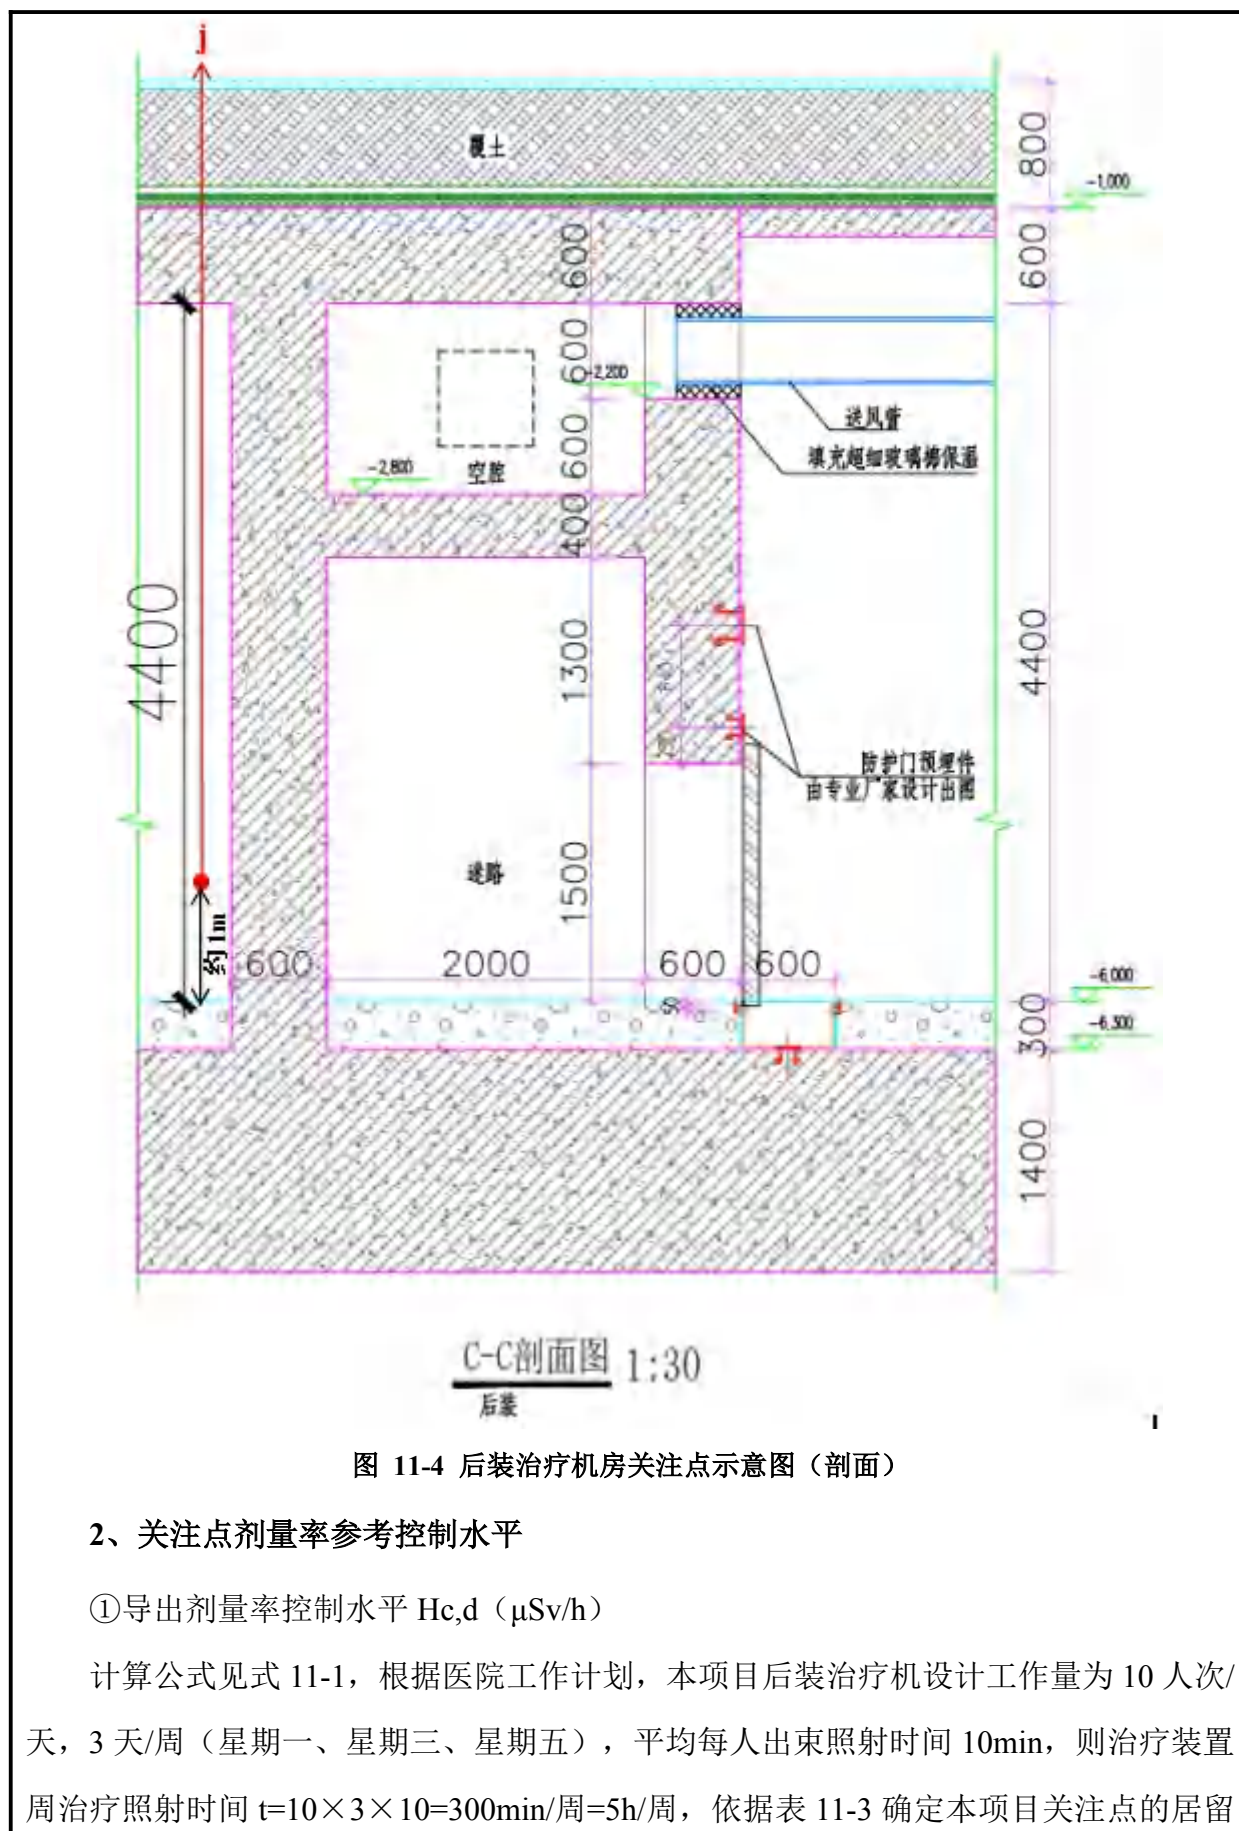 j
覆土
800
-1,000
600
600
600
-2,200
送风管
填充超细玻璃棉保温
600
-2,800
空腔
400
4400
1300
4400
防护门预埋件
由专业厂家设计出图
迷路
1500
约1m
600
2000
600
600
-6,000
50
300
-6,300
1400
C-C剖面图 1:30
后装
图 11-4 后装治疗机房关注点示意图（剖面）
2、关注点剂量率参考控制水平
①导出剂量率控制水平 Hc,d（μSv/h）
计算公式见式 11-1，根据医院工作计划，本项目后装治疗机设计工作量为 10 人次/
天，3 天/周（星期一、星期三、星期五），平均每人出束照射时间 10min，则治疗装置
周治疗照射时间 t=10×3×10=300min/周=5h/周，依据表 11-3 确定本项目关注点的居留